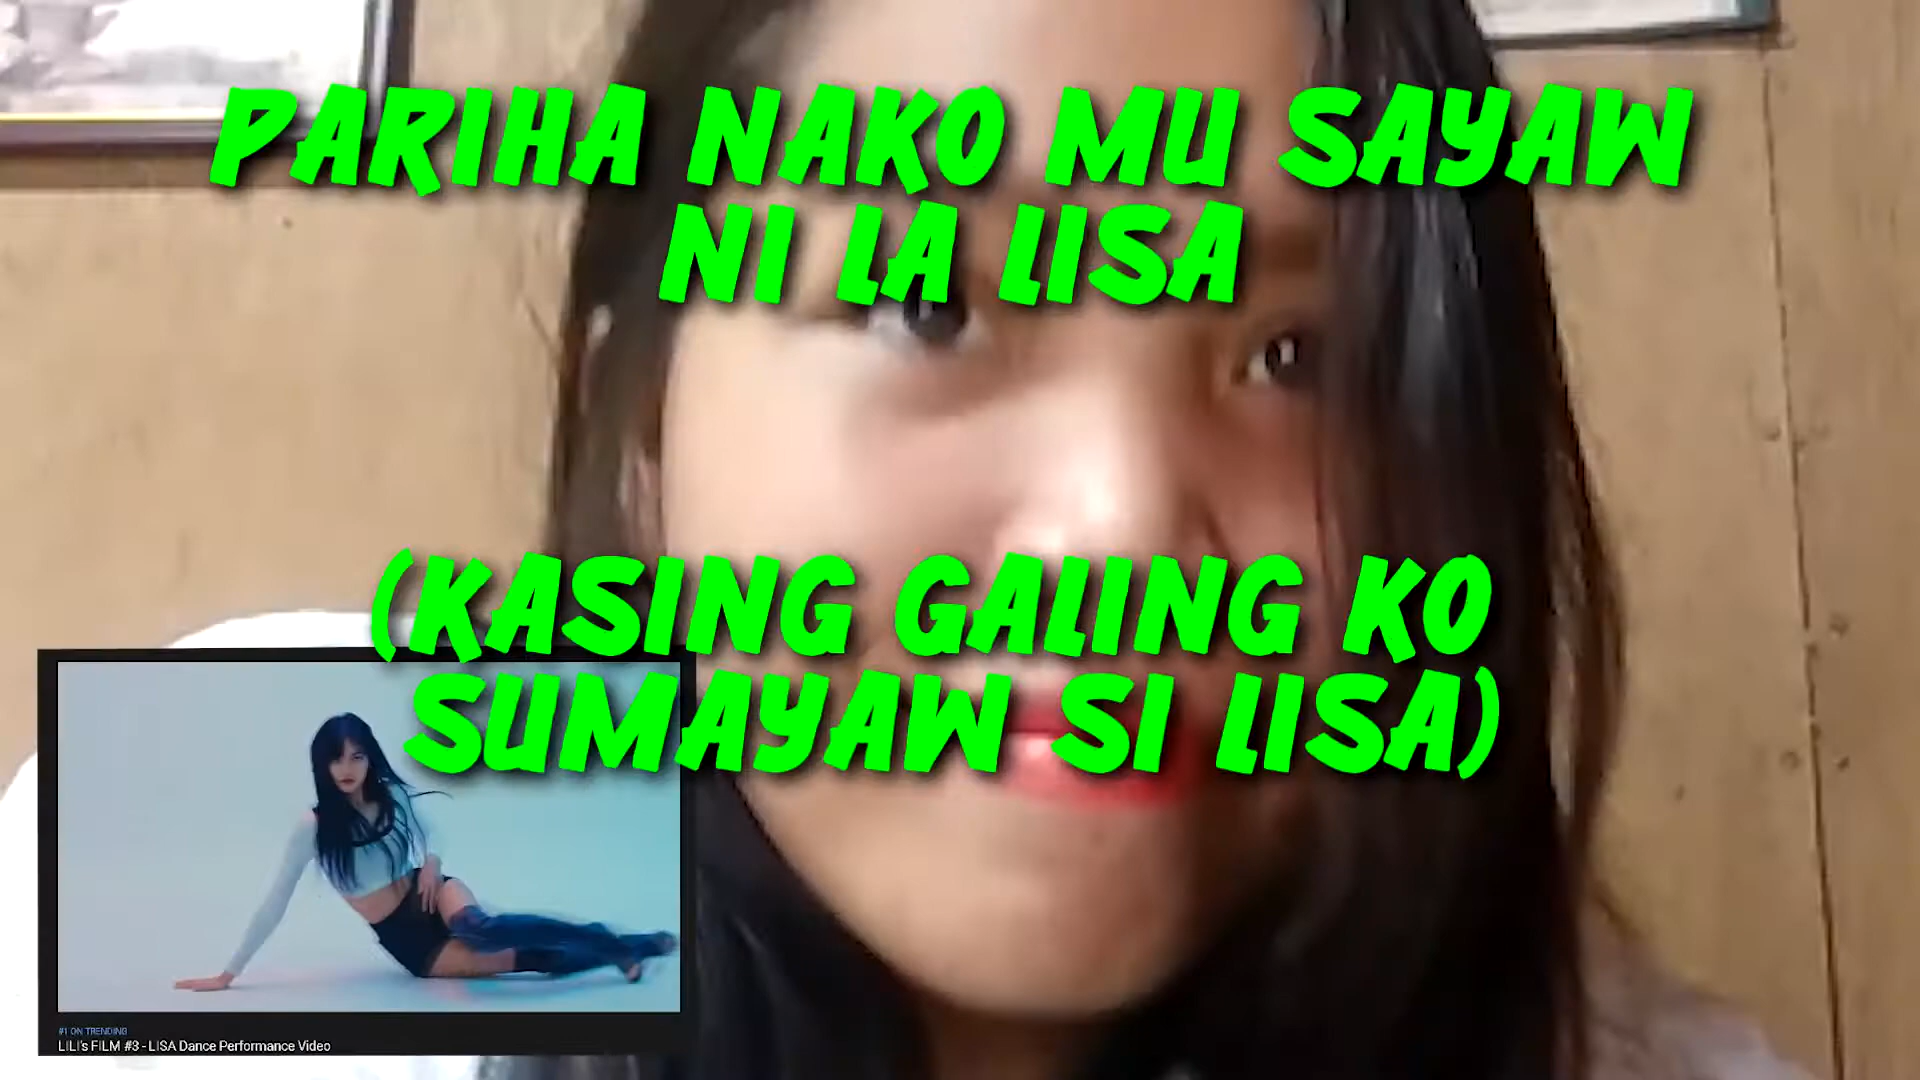 PARIHA NAKO MU SAYAW
NI LA LISA
(KASING GALING KO
SUMAYAW SI LISA)
#1 ON TRENDING
LILI's FILM #3 - LISA Dance Performance Video